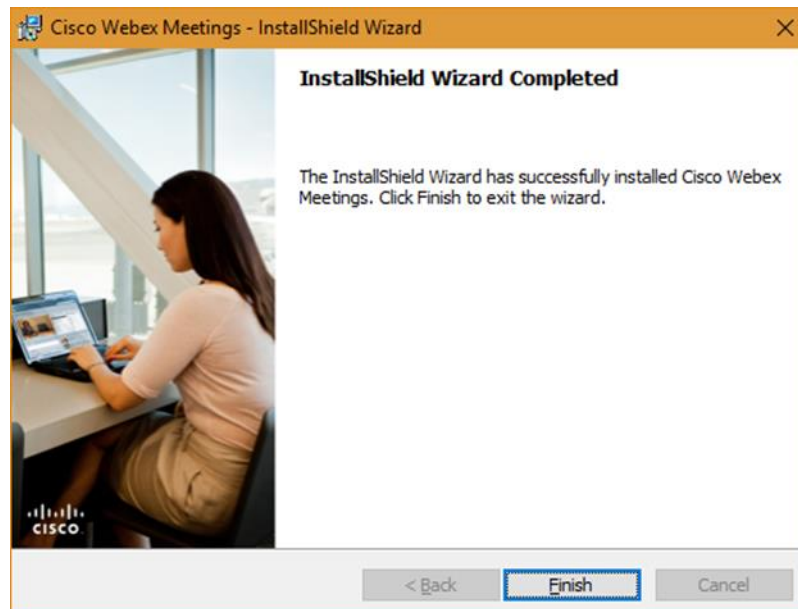 Cisco Webex Meetings - InstallShield Wizard
InstallShield Wizard Completed
The InstallShield Wizard has successfully installed Cisco Webex
Meetings. Click Finish to exit the wizard.
CISCO
< Back
Finish
Cancel